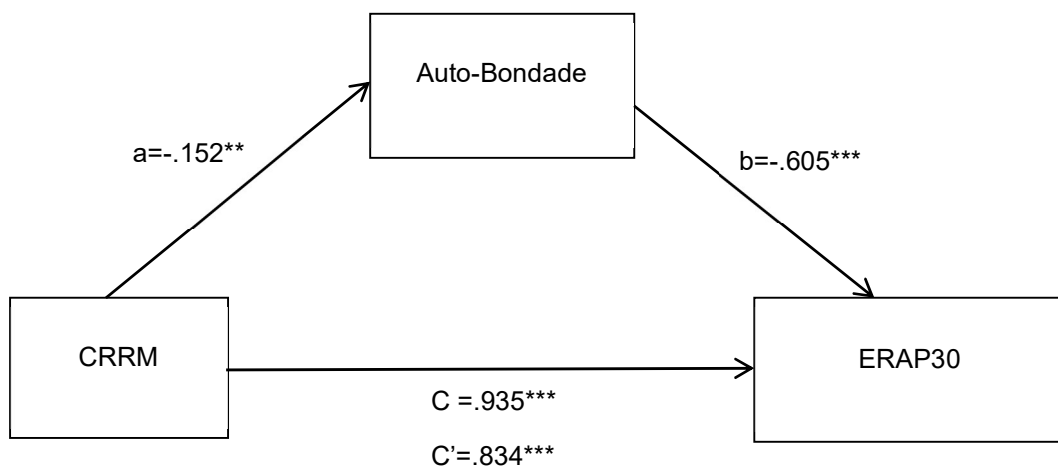 Auto-Bondade
a=-.152**
b=-.605***
CRRM
ERAP30
C =.935***
C’=.834***